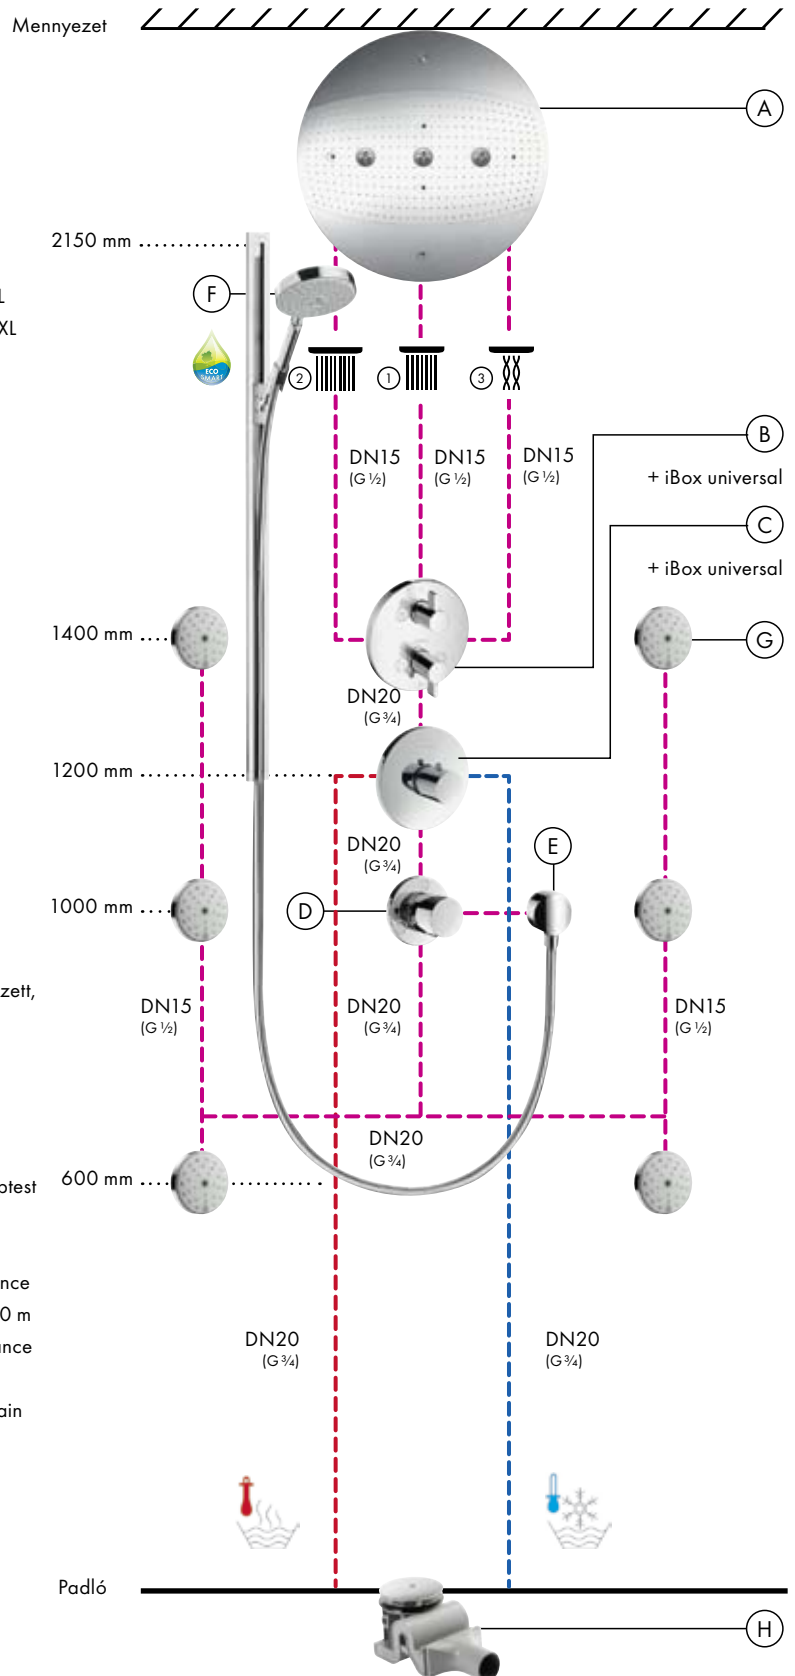 Mennyezet
A
2150 mm
F
L
XL
ECO
SMART
2
1
3
B
DN15
(G ½)
DN15
(G ½)
DN15
(G ½)
+ iBox universal
C
+ iBox universal
1400 mm
G
DN20
(G ¾)
1200 mm
DN20
(G ¾)
E
1000 mm
D
zett,
DN15
(G ½)
DN20
(G ¾)
DN15
(G ½)
DN20
(G ¾)
600 mm
otest
nce
0 m
ance
DN20
(G ¾)
DN20
(G ¾)
ain
Padló
H